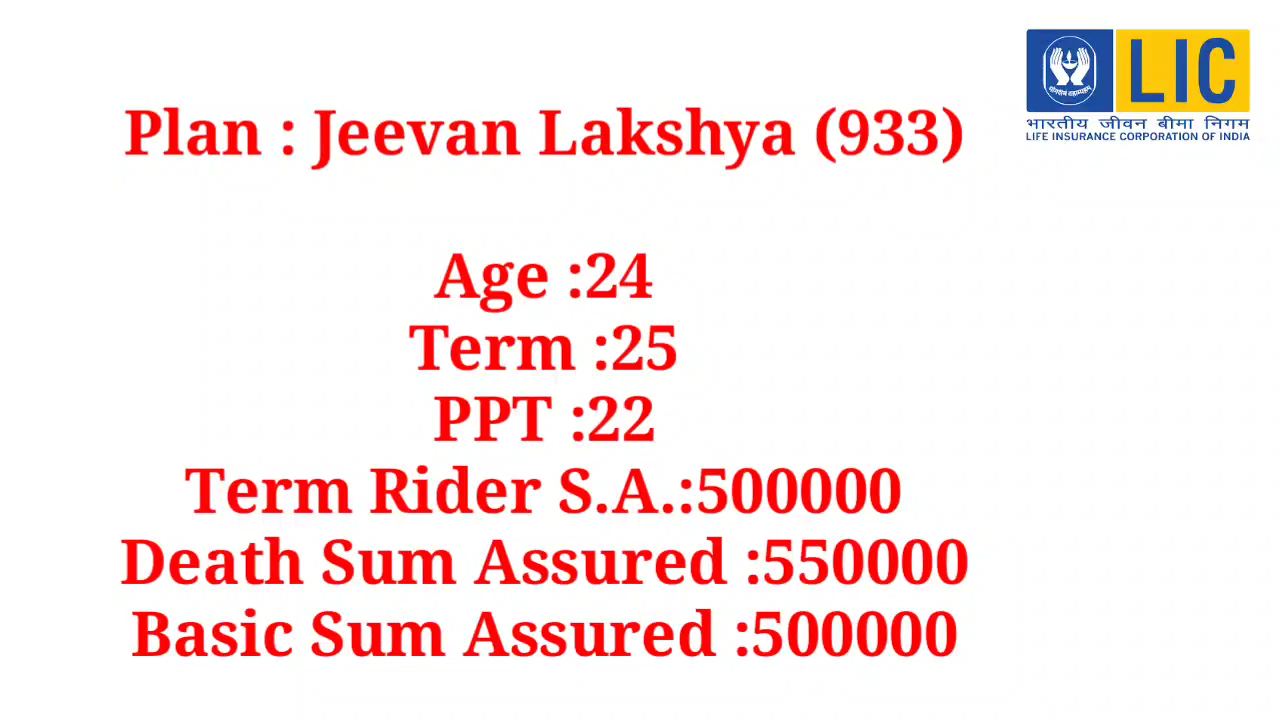 LIC
भारतीय जीवन बीमा निगम
LIFE INSURANCE CORPORATION OF INDIA
Plan : Jeevan Lakshya (933)
Age :24
Term :25
PPT :22
Term Rider S.A.:500000
Death Sum Assured :550000
Basic Sum Assured :500000